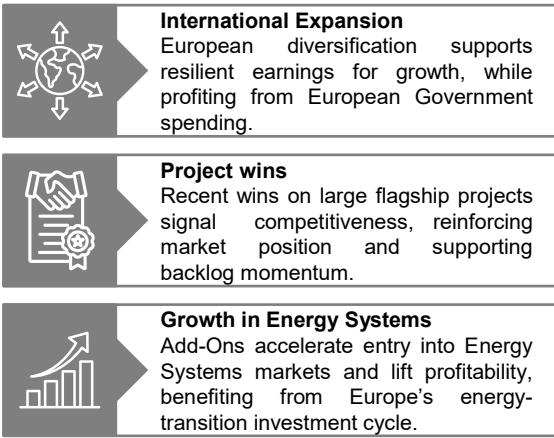 International Expansion
European diversification supports
resilient earnings for growth, while
profiting from European Government
spending.
Project wins
Recent wins on large flagship projects
signal competitiveness, reinforcing
market position and supporting
backlog momentum.
Growth in Energy Systems
Add-Ons accelerate entry into Energy
Systems markets and lift profitability,
benefiting from Europe's energy-
transition investment cycle.